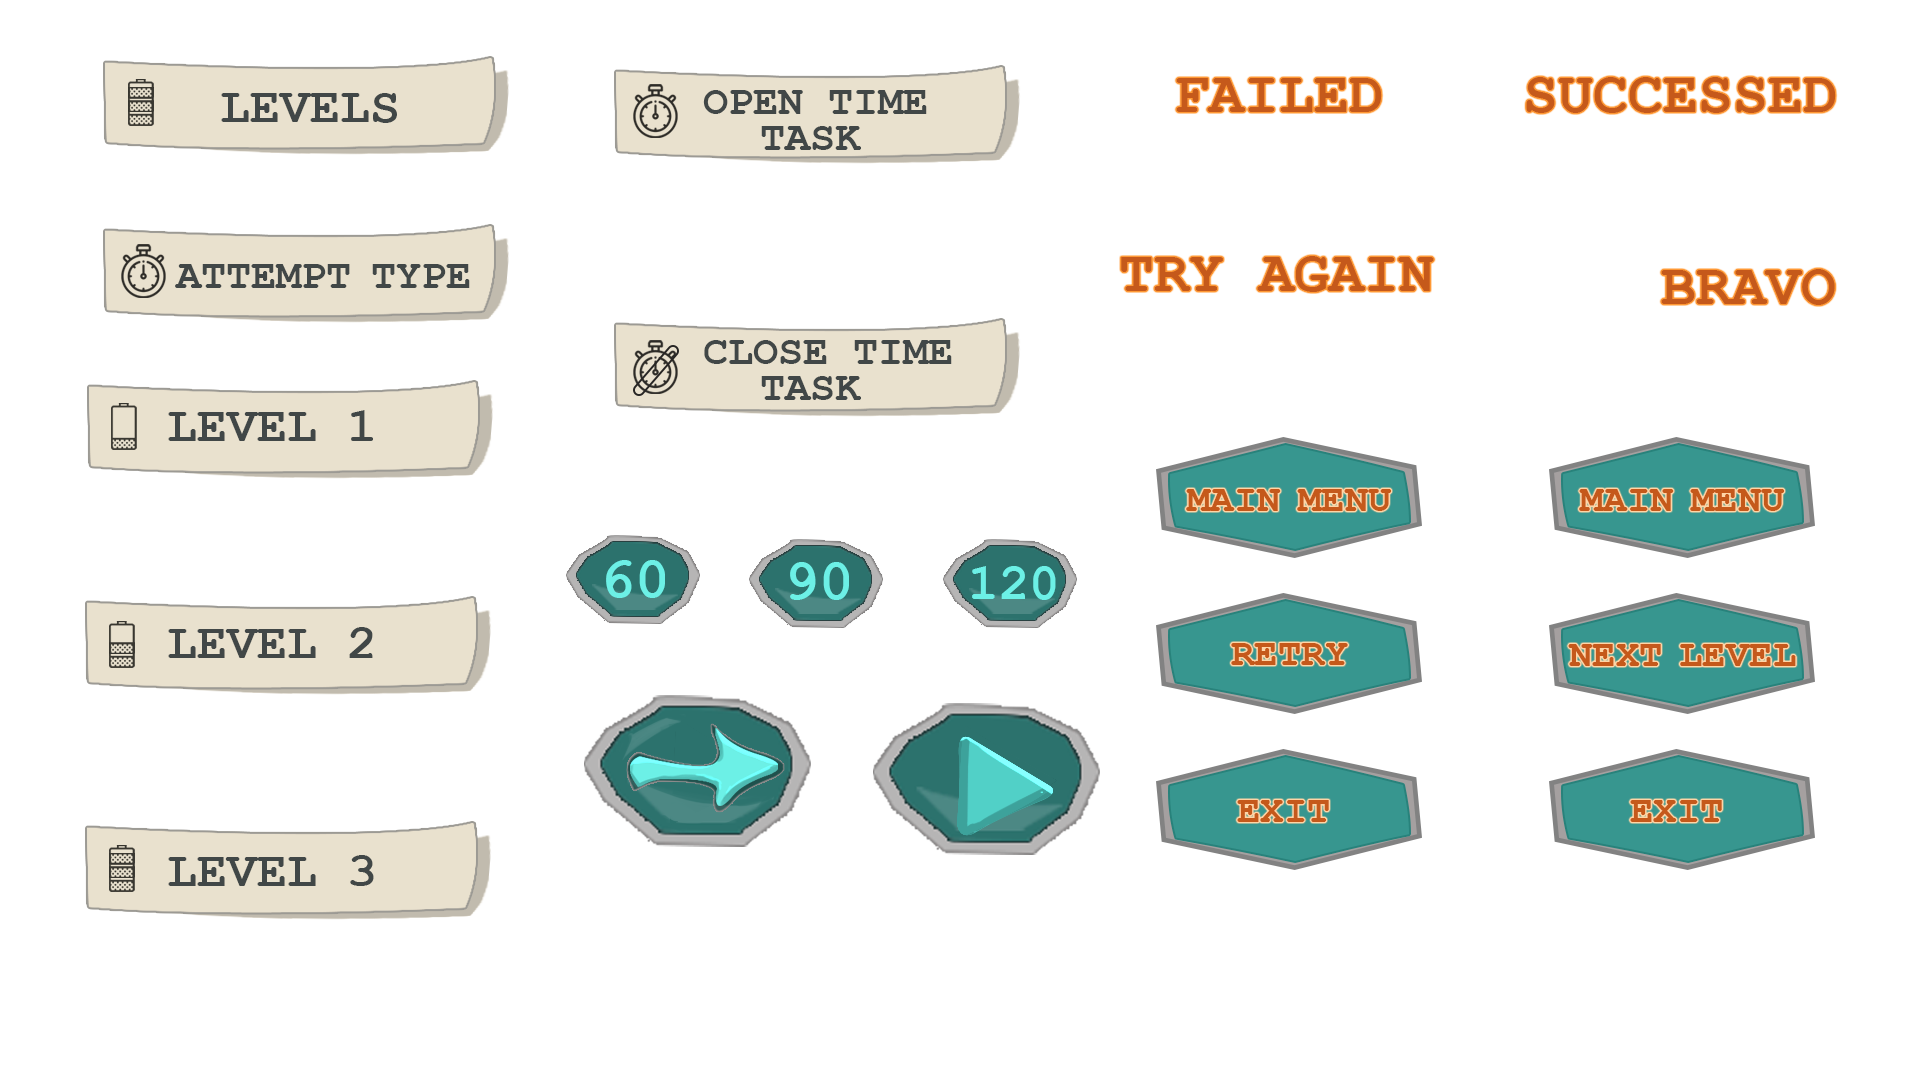 LEVELS
ATTEMPT TYPE
LEVEL 1
LEVEL 2
LEVEL 3
OPEN TIME
TASK
CLOSE TIME
TASK
60
90
120
FAILED
TRY AGAIN
MAIN MENU
RETRY
EXIT
SUCCESSED
BRAVO
MAIN MENU
NEXT LEVEL
EXIT